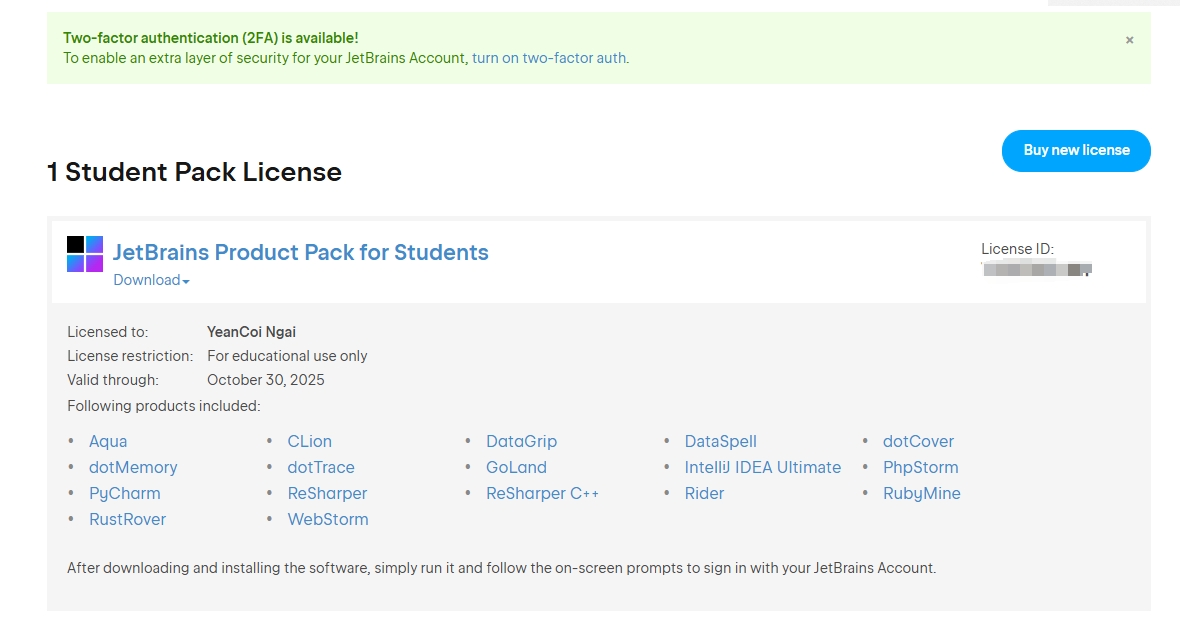 Two-factor authentication (2FA) is available!
To enable an extra layer of security for your JetBrains Account, turn on two-factor auth.
×
Buy new license
1 Student Pack License
JetBrains Product Pack for Students
Download
License ID:
Licensed to: YeanCoi Ngai
License restriction: For educational use only
Valid through: October 30, 2025
Following products included:
• Aqua • CLion • DataGrip • DataSpell • dotCover
• dotMemory • dotTrace • GoLand • IntelliJ IDEA Ultimate • PhpStorm
• PyCharm • ReSharper • ReSharper C++ • Rider • RubyMine
• RustRover • WebStorm
After downloading and installing the software, simply run it and follow the on-screen prompts to sign in with your JetBrains Account.